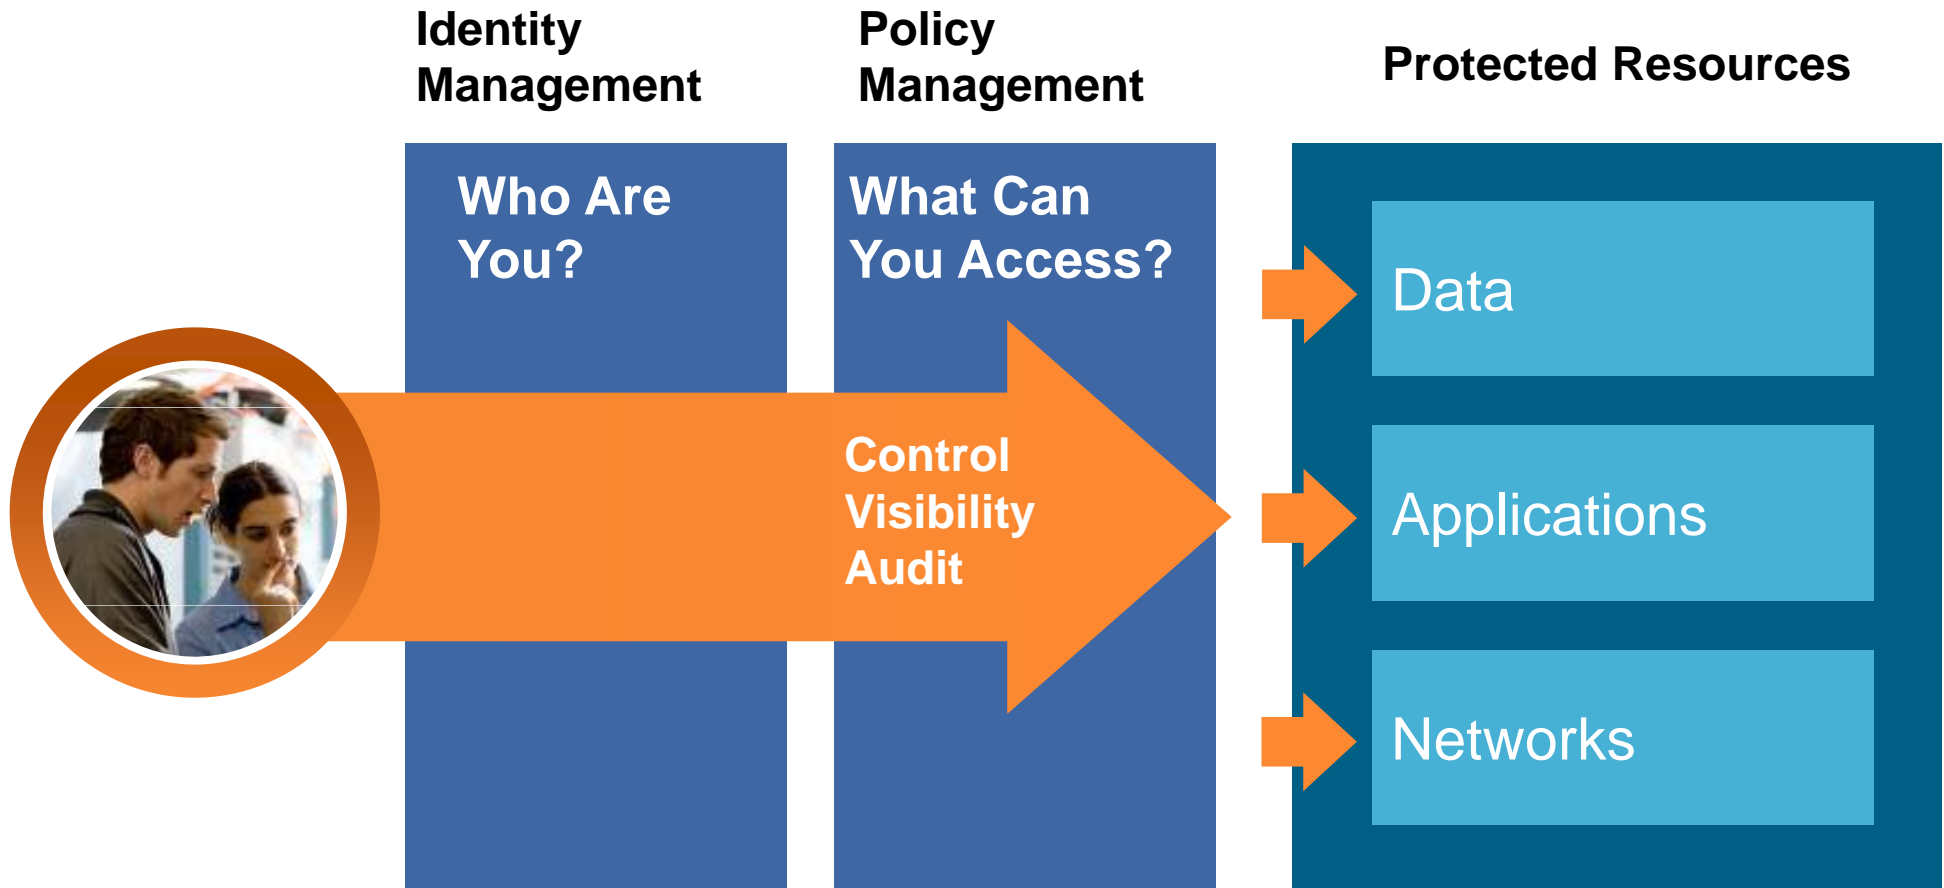 Identity
Management
Policy
Management
Protected Resources
Who Are
You?
What Can
You Access?
Control
Visibility
Audit
Data
Applications
Networks